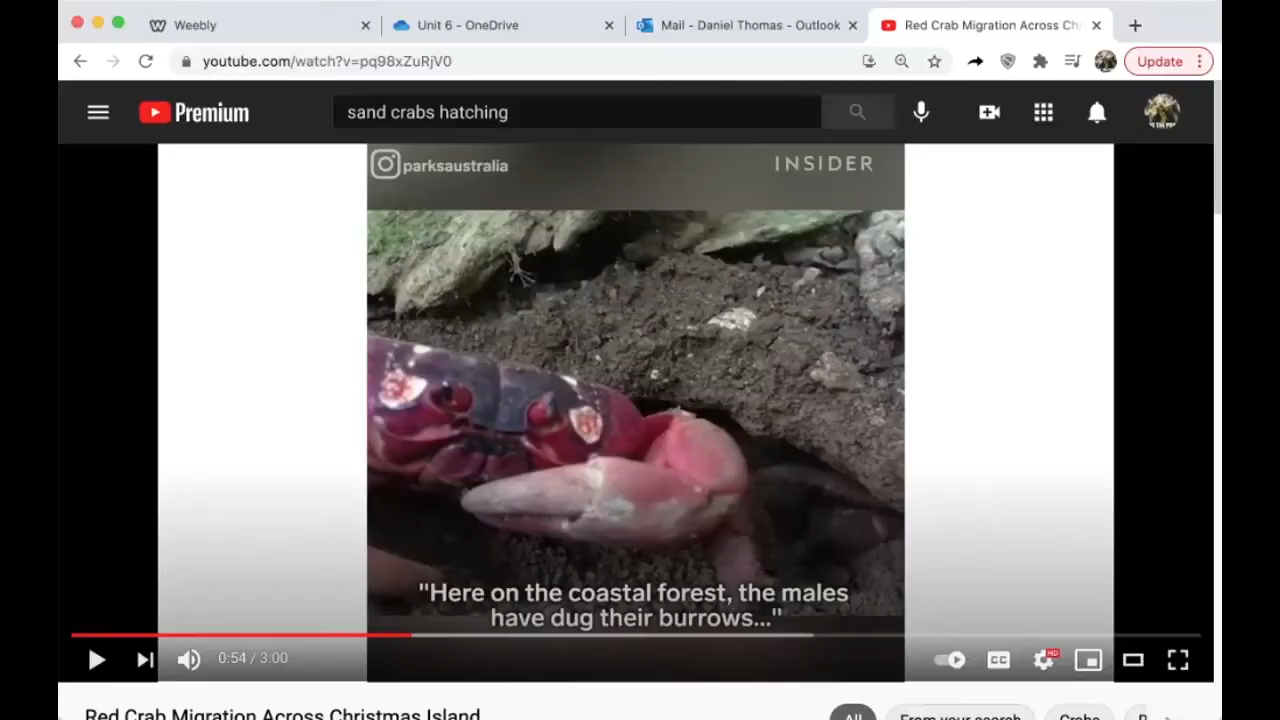 Weebly
Unit 6 - OneDrive
Mail - Daniel Thomas - Outlook
Red Crab Migration Across Ch
youtube.com/watch?v=pq98xZuRjV0
Update
Premium
sand crabs hatching
parksaustralia
INSIDER
"Here on the coastal forest, the males
have dug their burrows..."
0:54 / 3:00
CC
HD
Red Crab Migration Across Christmas Island
All
From your search
Crabs